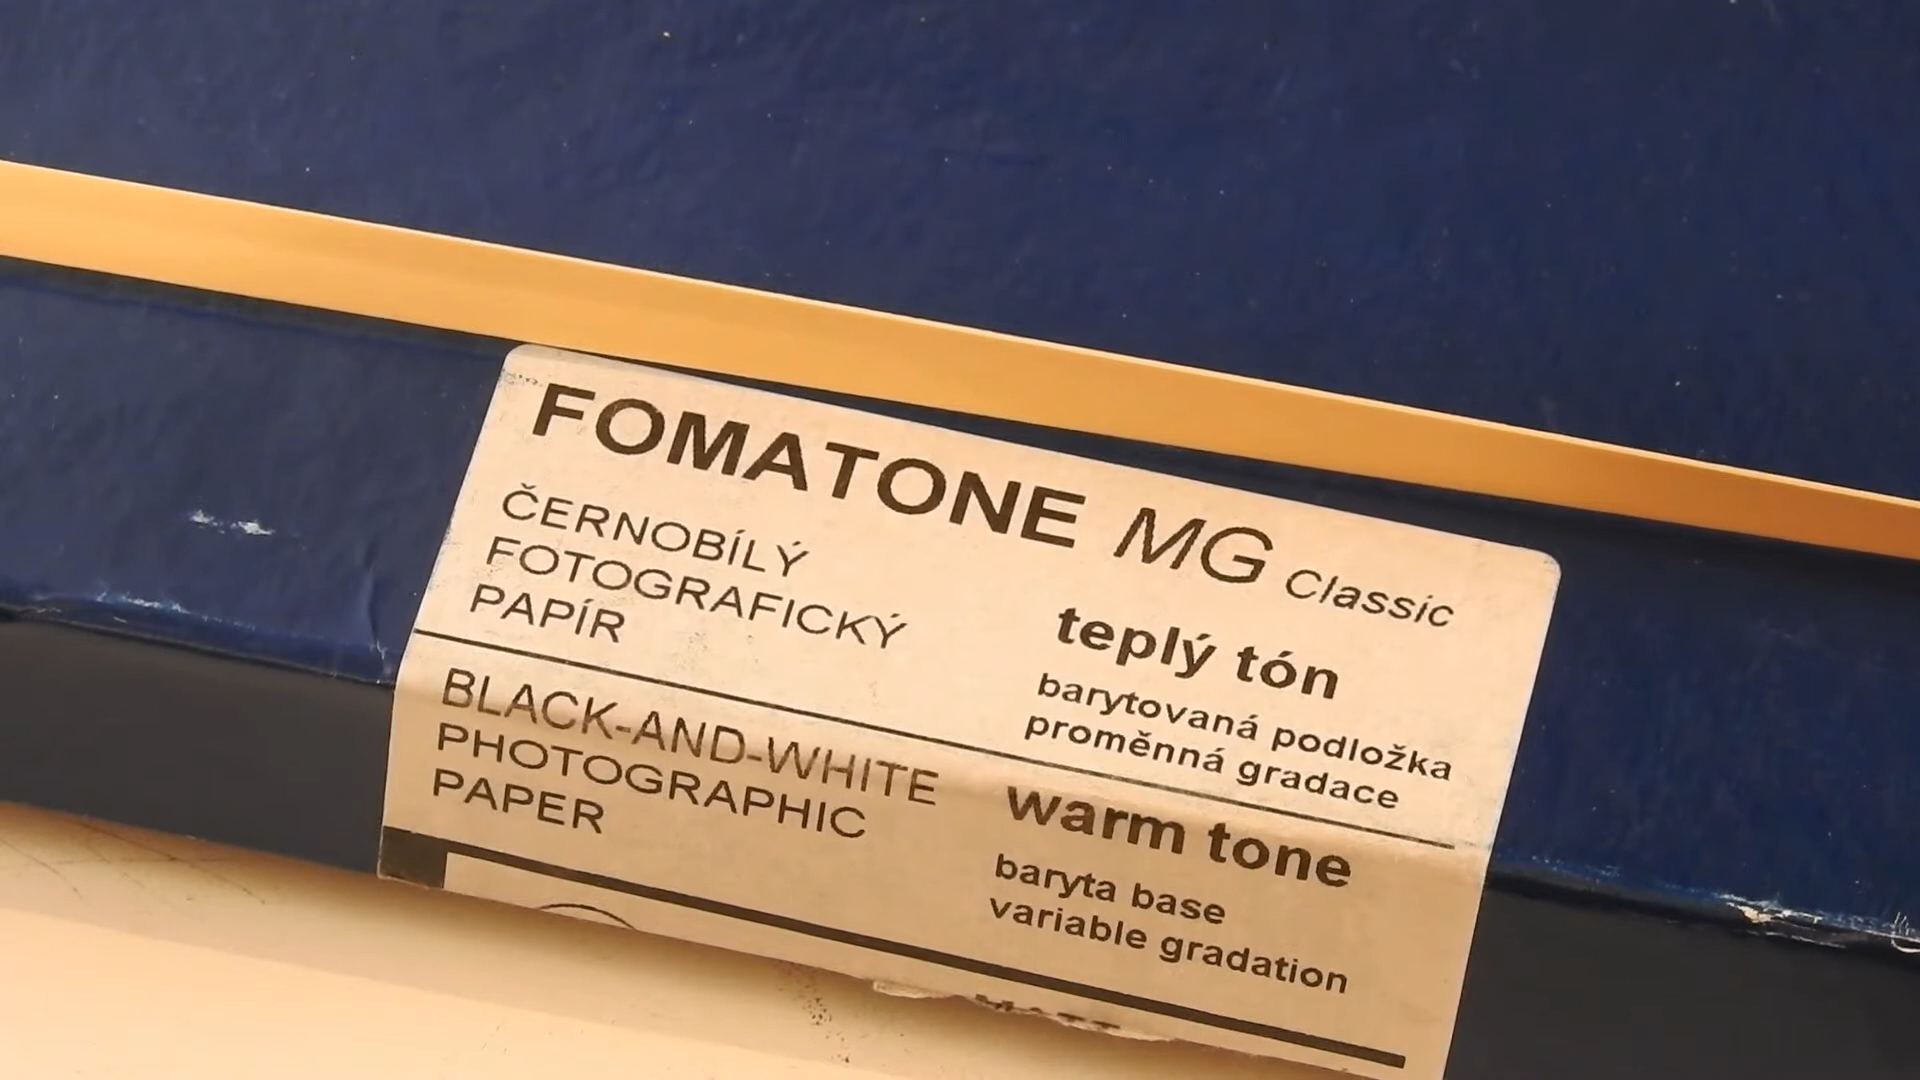 FOMATONE MG Classic
ČERNOBÍLÝ
FOTOGRAFICKÝ
PAPÍR
teplý tón
barytovaná podložka
proměnná gradace
BLACK-AND-WHITE
PHOTOGRAPHIC
PAPER
warm tone
baryta base
variable gradation